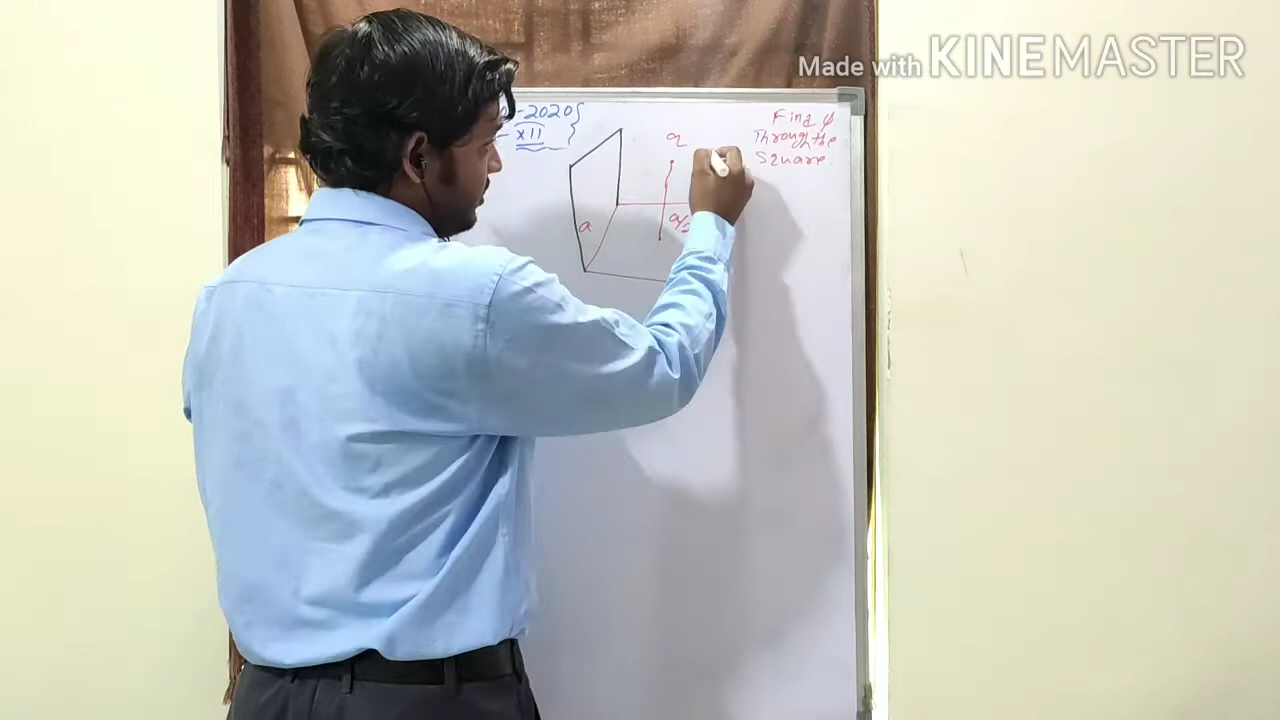 Made with KINEMASTER
-2020}
- XII
Find φ
Through the
Square.
q
a
a/2